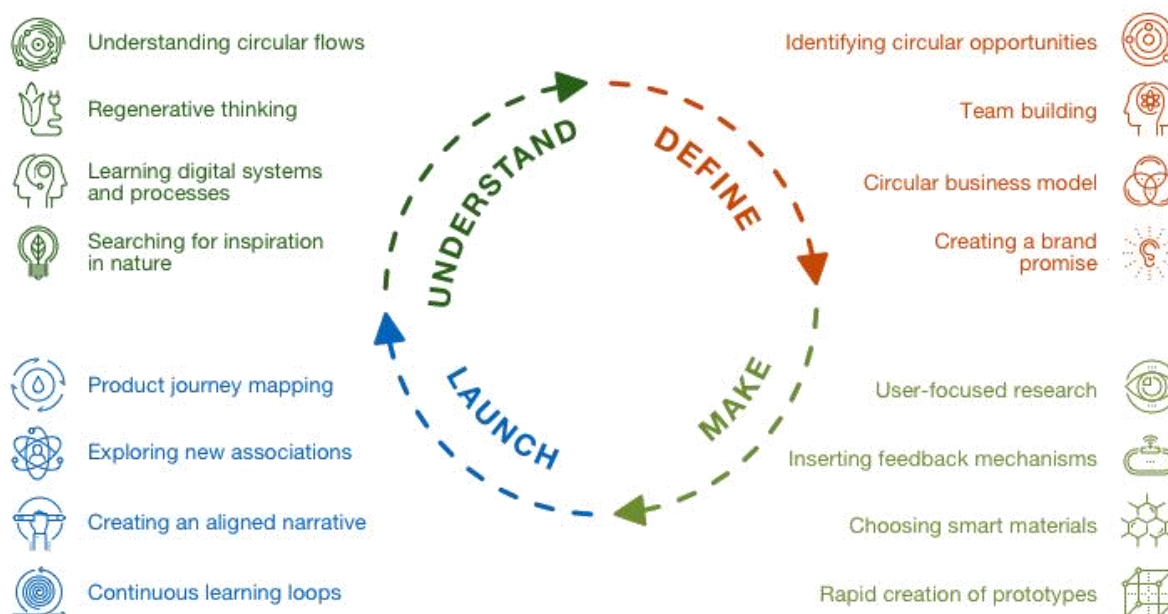 Understanding circular flows
Regenerative thinking
Learning digital systems
and processes
Searching for inspiration
in nature
UNDERSTAND
DEFINE
Identifying circular opportunities
Team building
Circular business model
Creating a brand
promise
Product journey mapping
Exploring new associations
Creating an aligned narrative
Continuous learning loops
LAUNCH
MAKE
User-focused research
Inserting feedback mechanisms
Choosing smart materials
Rapid creation of prototypes